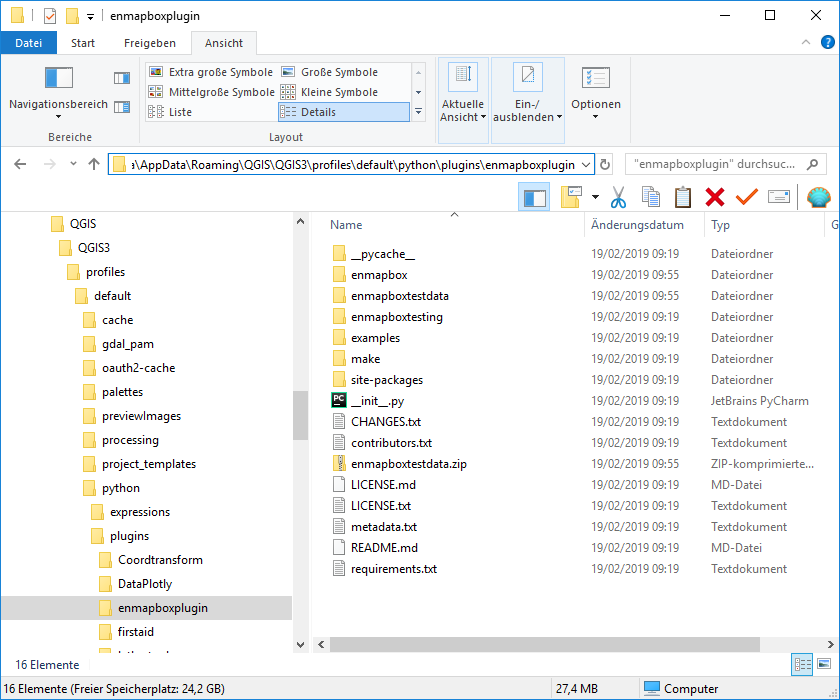 enmapboxplugin
Datei Start Freigeben Ansicht
Navigationsbereich
Bereiche
Extra große Symbole Große Symbole
Mittelgroße Symbole Kleine Symbole
Liste Details
Layout
Aktuelle Ansicht
Ein-/ ausblenden
Optionen
a\AppData\Roaming\QGIS\QGIS3\profiles\default\python\plugins\enmapboxplugin
"enmapboxplugin" durchsuc...
QGIS
QGIS3
profiles
default
cache
gdal_pam
oauth2-cache
palettes
previewImages
processing
project_templates
python
expressions
plugins
Coordtransform
DataPlotly
enmapboxplugin
firstaid
Name Änderungsdatum Typ G
__pycache__ 19/02/2019 09:19 Dateiordner
enmapbox 19/02/2019 09:55 Dateiordner
enmapboxtestdata 19/02/2019 09:55 Dateiordner
enmapboxtesting 19/02/2019 09:19 Dateiordner
examples 19/02/2019 09:19 Dateiordner
make 19/02/2019 09:19 Dateiordner
site-packages 19/02/2019 09:19 Dateiordner
PC __init__.py 19/02/2019 09:19 JetBrains PyCharm
CHANGES.txt 19/02/2019 09:19 Textdokument
contributors.txt 19/02/2019 09:19 Textdokument
enmapboxtestdata.zip 19/02/2019 09:55 ZIP-komprimierte...
LICENSE.md 19/02/2019 09:19 MD-Datei
LICENSE.txt 19/02/2019 09:19 Textdokument
metadata.txt 19/02/2019 09:19 Textdokument
README.md 19/02/2019 09:19 MD-Datei
requirements.txt 19/02/2019 09:19 Textdokument
16 Elemente
16 Elemente (Freier Speicherplatz: 24,2 GB) 27,4 MB Computer